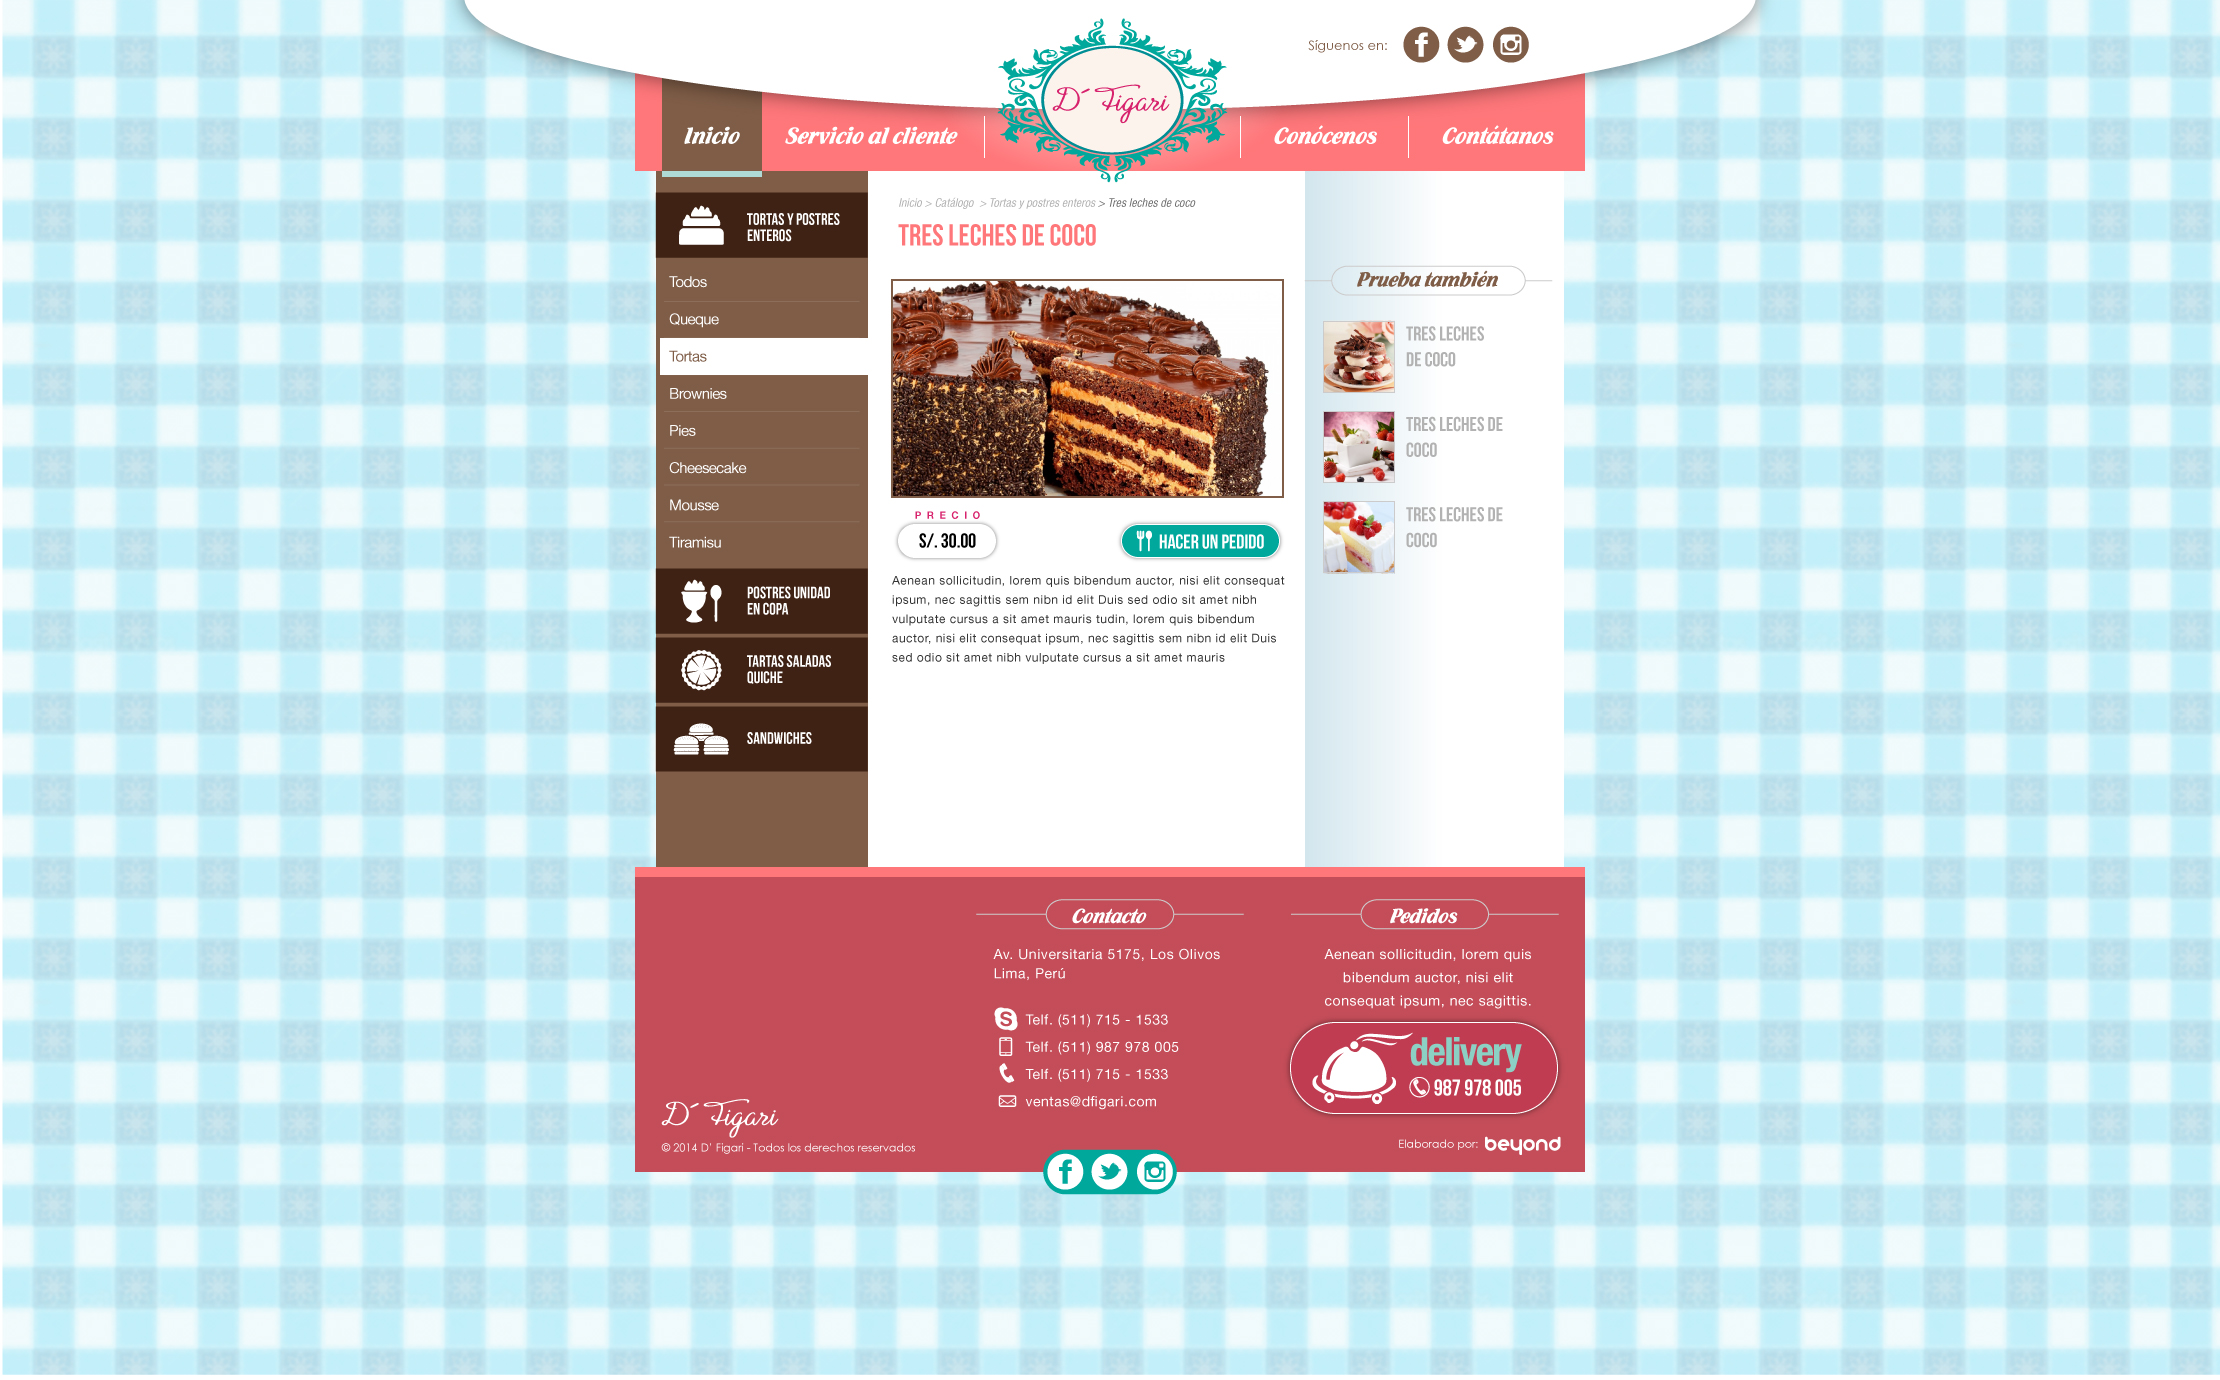 Síguenos en:
D´ Figari
Inicio
Servicio al cliente
Conócenos
Contátanos
Inicio > Catálogo > Tortas y postres enteros > Tres leches de coco
TRES LECHES DE COCO
TORTAS Y POSTRES
ENTEROS
Todos
Queque
Tortas
Brownies
Pies
Cheesecake
Mousse
Tiramisu
POSTRES UNIDAD
EN COPA
TARTAS SALADAS
QUICHE
SANDWICHES
PRECIO
S/. 30.00
HACER UN PEDIDO
Aenean sollicitudin, lorem quis bibendum auctor, nisi elit consequat
ipsum, nec sagittis sem nibn id elit Duis sed odio sit amet nibh
vulputate cursus a sit amet mauris tudin, lorem quis bibendum
auctor, nisi elit consequat ipsum, nec sagittis sem nibn id elit Duis
sed odio sit amet nibh vulputate cursus a sit amet mauris
Prueba también
TRES LECHES
DE COCO
TRES LECHES DE
COCO
TRES LECHES DE
COCO
Contacto
Av. Universitaria 5175, Los Olivos
Lima, Perú
Telf. (511) 715 - 1533
Telf. (511) 987 978 005
Telf. (511) 715 - 1533
ventas@dfigari.com
Pedidos
Aenean sollicitudin, lorem quis
bibendum auctor, nisi elit
consequat ipsum, nec sagittis.
delivery
987 978 005
D´ Figari
© 2014 D' Figari - Todos los derechos reservados
Elaborado por: beyond